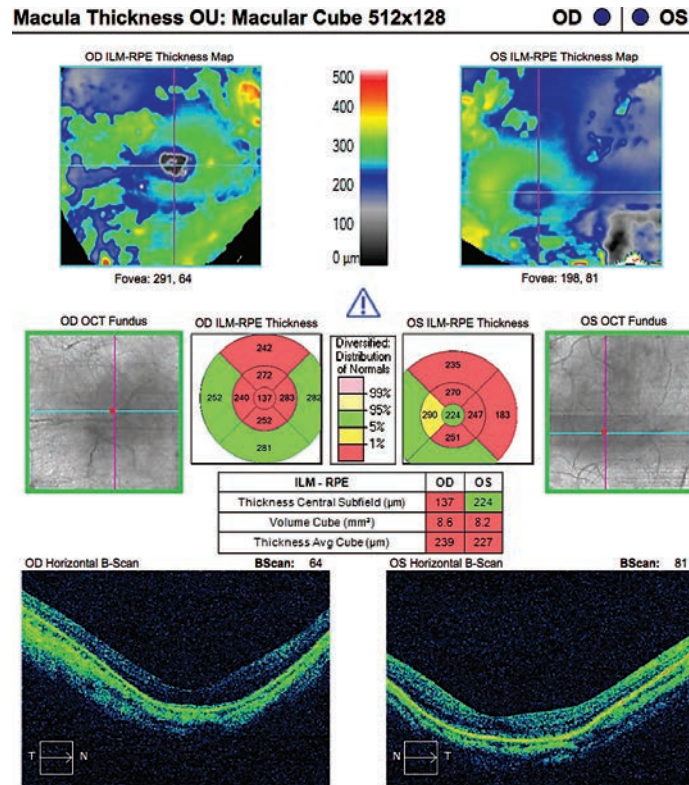 Macula Thickness OU: Macular Cube 512x128 OD OS
OD ILM-RPE Thickness Map
OS ILM-RPE Thickness Map
500
400
300
200
100
0 µm
Fovea: 291, 64
Fovea: 198, 81
OD OCT Fundus
OD ILM-RPE Thickness
OS ILM-RPE Thickness
OS OCT Fundus
242
272
252 240 137 283 282
252
281
Diversified:
Distribution
of Normals
99%
95%
5%
1%
235
270
290 224 247 183
251
ILM - RPE OD OS
Thickness Central Subfield (µm) 137 224
Volume Cube (mm³) 8.6 8.2
Thickness Avg Cube (µm) 239 227
OD Horizontal B-Scan BScan: 64
OS Horizontal B-Scan BScan: 81
T N
N T